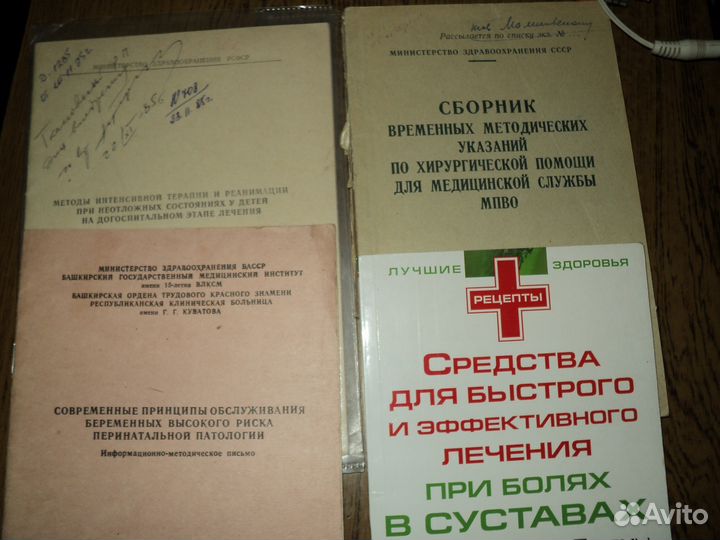 МИНИСТЕРСТВО ЗДРАВООХРАНЕНИЯ РСФСР
N 703
МЕТОДЫ ИНТЕНСИВНОЙ ТЕРАПИИ И РЕАНИМАЦИИ
ПРИ НЕОТЛОЖНЫХ СОСТОЯНИЯХ У ДЕТЕЙ
НА ДОГОСПИТАЛЬНОМ ЭТАПЕ ЛЕЧЕНИЯ
Рассылается по списку экз. №
МИНИСТЕРСТВО ЗДРАВООХРАНЕНИЯ СССР
СБОРНИК
ВРЕМЕННЫХ МЕТОДИЧЕСКИХ
УКАЗАНИЙ
ПО ХИРУРГИЧЕСКОЙ ПОМОЩИ
ДЛЯ МЕДИЦИНСКОЙ СЛУЖБЫ
МПВО
МИНИСТЕРСТВО ЗДРАВООХРАНЕНИЯ БАССР
БАШКИРСКИЙ ГОСУДАРСТВЕННЫЙ МЕДИЦИНСКИЙ ИНСТИТУТ
имени 15-летия ВЛКСМ
БАШКИРСКАЯ ОРДЕНА ТРУДОВОГО КРАСНОГО ЗНАМЕНИ
РЕСПУБЛИКАНСКАЯ КЛИНИЧЕСКАЯ БОЛЬНИЦА
имени Г. Г. КУВАТОВА
СОВРЕМЕННЫЕ ПРИНЦИПЫ ОБСЛУЖИВАНИЯ
БЕРЕМЕННЫХ ВЫСОКОГО РИСКА
ПЕРИНАТАЛЬНОЙ ПАТОЛОГИИ
Информационно-методическое письмо
ЛУЧШИЕ ЗДОРОВЬЯ
РЕЦЕПТЫ
СРЕДСТВА
ДЛЯ БЫСТРОГО
И ЭФФЕКТИВНОГО
ЛЕЧЕНИЯ
ПРИ БОЛЯХ
В СУСТАВАХ
Avito